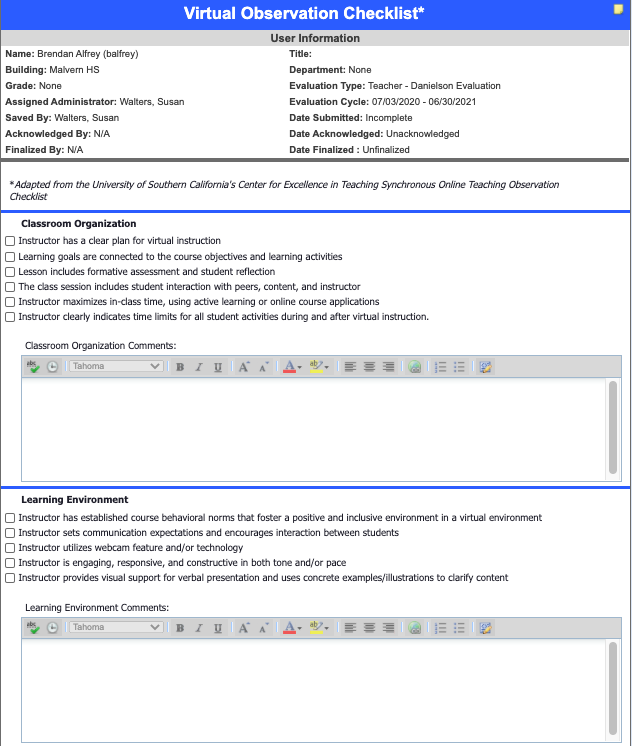 Virtual Observation Checklist*
User Information
Name: Brendan Alfrey (balfrey) Title:
Building: Malvern HS Department: None
Grade: None Evaluation Type: Teacher - Danielson Evaluation
Assigned Administrator: Walters, Susan Evaluation Cycle: 07/03/2020 - 06/30/2021
Saved By: Walters, Susan Date Submitted: Incomplete
Acknowledged By: N/A Date Acknowledged: Unacknowledged
Finalized By: N/A Date Finalized : Unfinalized
*Adapted from the University of Southern California's Center for Excellence in Teaching Synchronous Online Teaching Observation
Checklist
Classroom Organization
Instructor has a clear plan for virtual instruction
Learning goals are connected to the course objectives and learning activities
Lesson includes formative assessment and student reflection
The class session includes student interaction with peers, content, and instructor
Instructor maximizes in-class time, using active learning or online course applications
Instructor clearly indicates time limits for all student activities during and after virtual instruction.
Classroom Organization Comments:
abc Tahoma B I U A A A ab
Learning Environment
Instructor has established course behavioral norms that foster a positive and inclusive environment in a virtual environment
Instructor sets communication expectations and encourages interaction between students
Instructor utilizes webcam feature and/or technology
Instructor is engaging, responsive, and constructive in both tone and/or pace
Instructor provides visual support for verbal presentation and uses concrete examples/illustrations to clarify content
Learning Environment Comments:
abc Tahoma B I U A A A ab